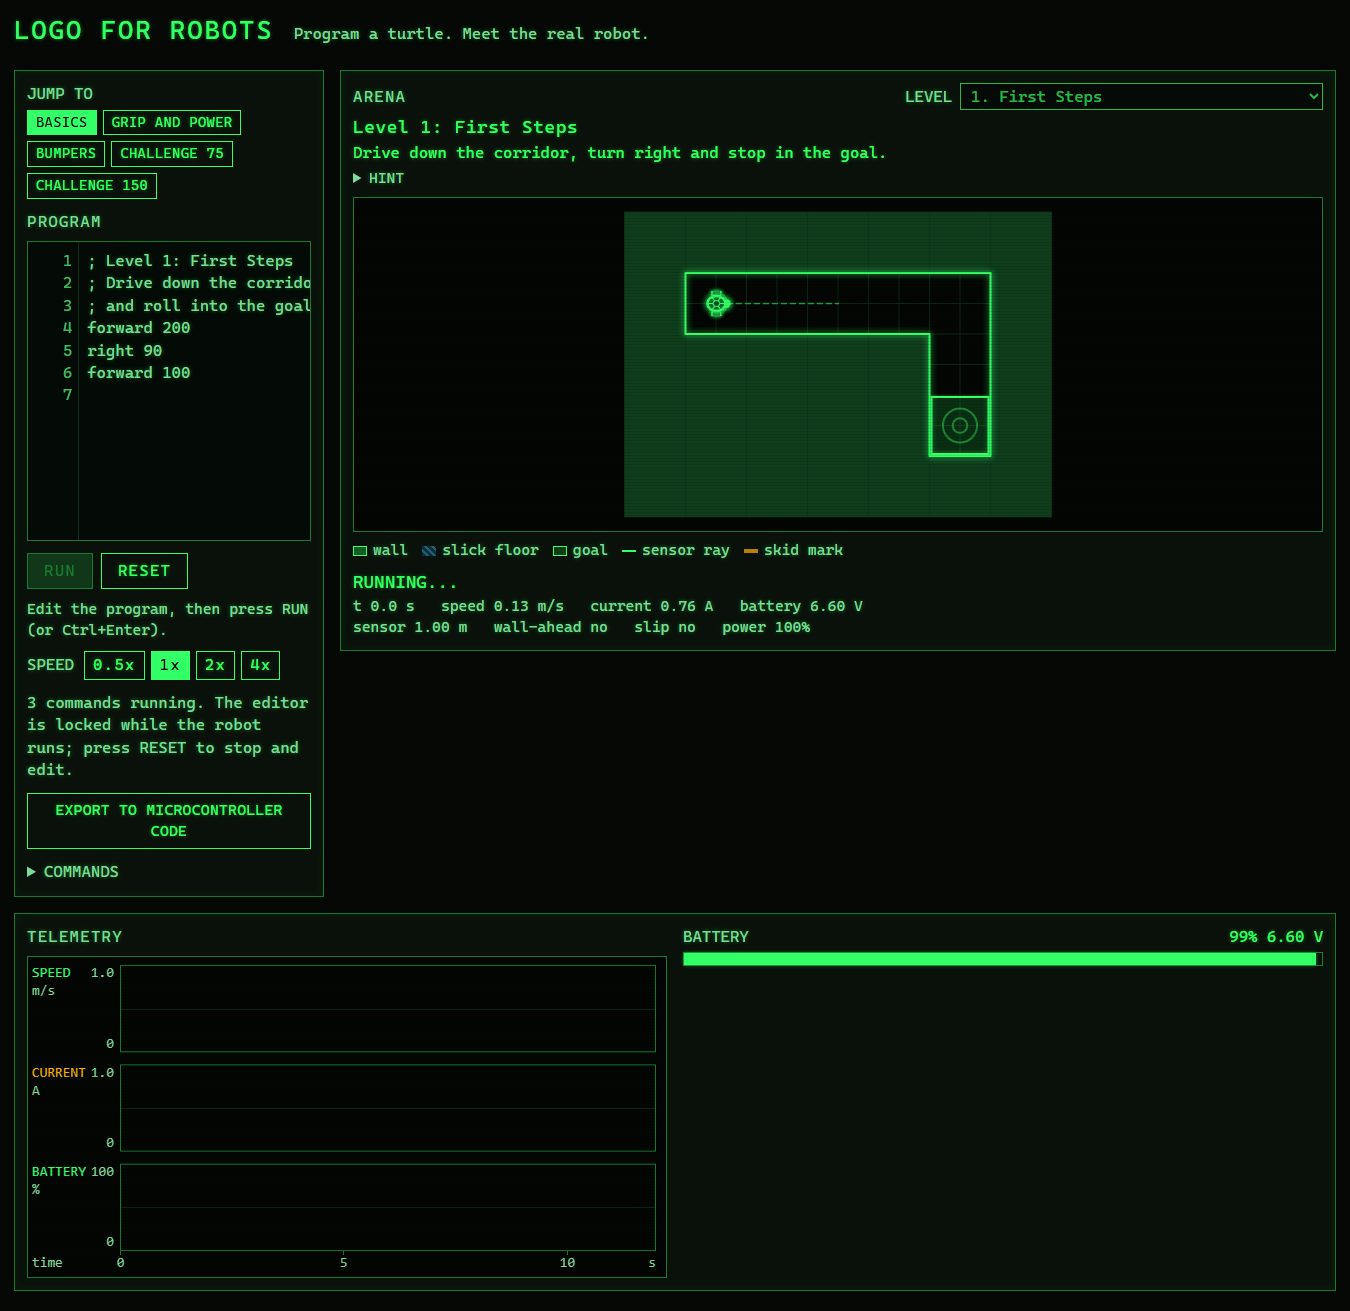 LOGO FOR ROBOTS Program a turtle. Meet the real robot.
JUMP TO
BASICS GRIP AND POWER
BUMPERS CHALLENGE 75
CHALLENGE 150
PROGRAM
1 ; Level 1: First Steps
2 ; Drive down the corrido
3 ; and roll into the goal
4 forward 200
5 right 90
6 forward 100
7
RUN RESET
Edit the program, then press RUN
(or Ctrl+Enter).
SPEED 0.5x 1x 2x 4x
3 commands running. The editor
is locked while the robot
runs; press RESET to stop and
edit.
EXPORT TO MICROCONTROLLER
CODE
▶ COMMANDS
ARENA LEVEL 1. First Steps
Level 1: First Steps
Drive down the corridor, turn right and stop in the goal.
▶ HINT
wall slick floor goal sensor ray skid mark
RUNNING...
t 0.0 s speed 0.13 m/s current 0.76 A battery 6.60 V
sensor 1.00 m wall-ahead no slip no power 100%
TELEMETRY
SPEED 1.0
m/s
0
CURRENT 1.0
A
0
BATTERY 100
%
0
time 0 5 10 s
BATTERY 99% 6.60 V